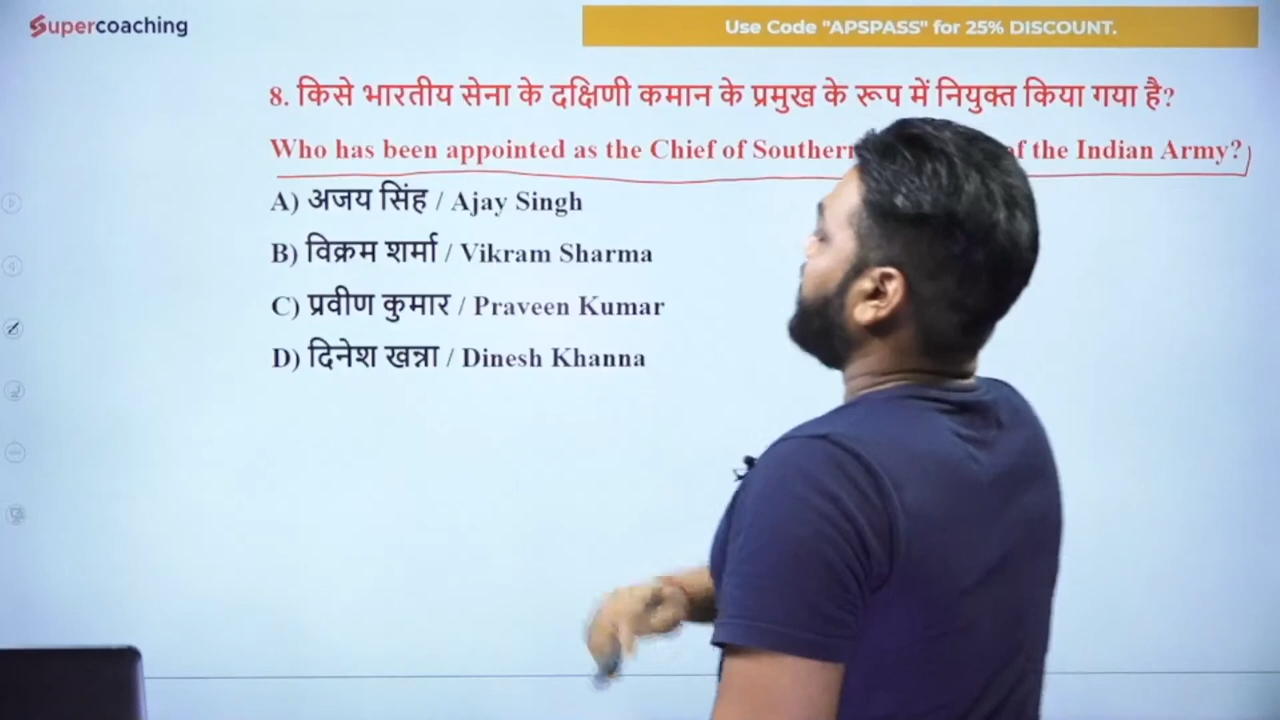 Supercoaching
Use Code "APSPASS" for 25% DISCOUNT.
8. किसे भारतीय सेना के दक्षिणी कमान के प्रमुख के रूप में नियुक्त किया गया है?
Who has been appointed as the Chief of Southern of the Indian Army?
A) अजय सिंह / Ajay Singh
B) विक्रम शर्मा / Vikram Sharma
C) प्रवीण कुमार / Praveen Kumar
D) दिनेश खन्ना / Dinesh Khanna